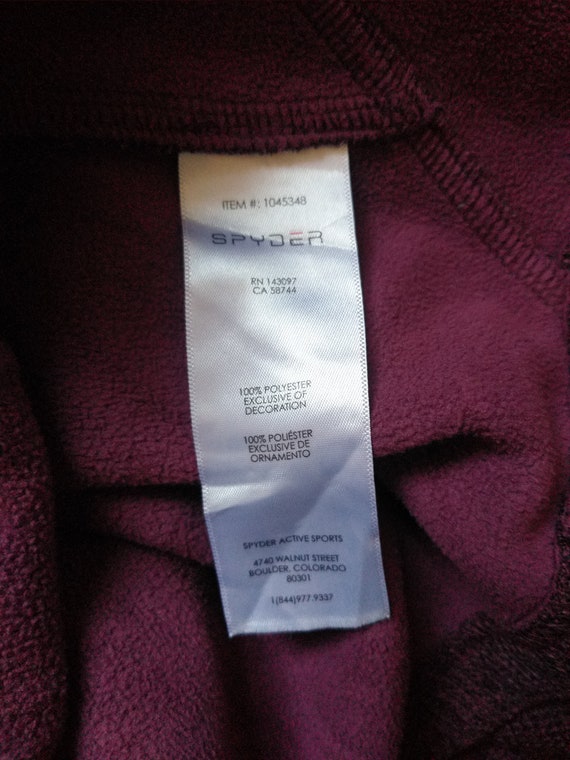 ITEM #: 1045348
SPYDER
RN 143097
CA 58744
100% POLYESTER
EXCLUSIVE OF
DECORATION
100% POLIÉSTER
EXCLUSIVE DE
ORNAMENTO
SPYDER ACTIVE SPORTS
4740 WALNUT STREET
BOULDER, COLORADO
80301
1(844)977.9337